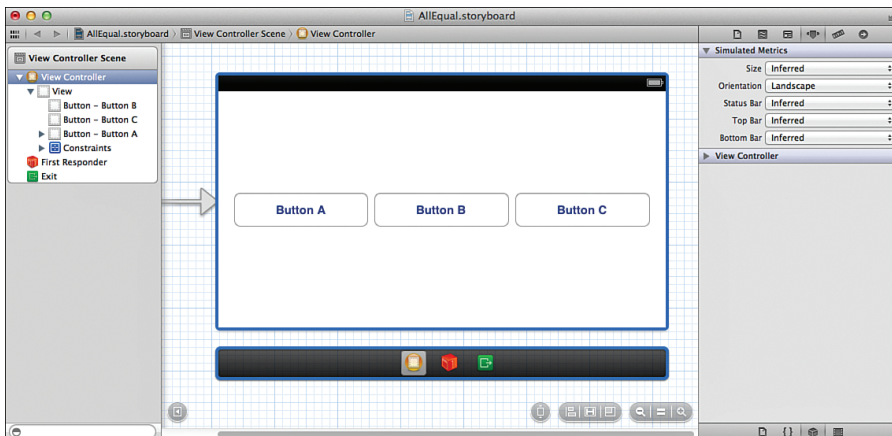 AllEqual.storyboard
AllEqual.storyboard
View Controller Scene
View Controller
View Controller Scene
View Controller
View
Button – Button B
Button – Button C
Button – Button A
Constraints
First Responder
Exit
Button A
Button B
Button C
Simulated Metrics
Size Inferred
Orientation Landscape
Status Bar Inferred
Top Bar Inferred
Bottom Bar Inferred
View Controller